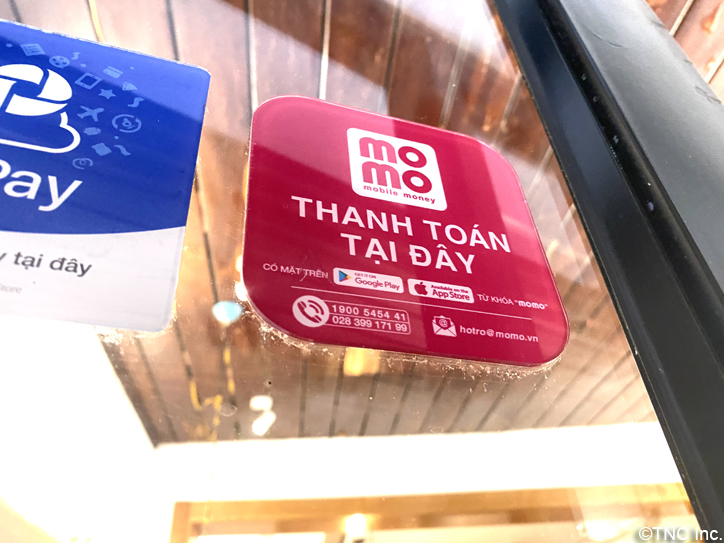 pay
tại đây
mo
mo
mobile money
THANH TOÁN
TẠI ĐÂY
CÓ MẶT TRÊN GET IT ON Google Play Available on the App Store TỪ KHÓA "momo"
1900 5454 41
028 399 171 99
hotro@momo.vn
©TNC Inc.